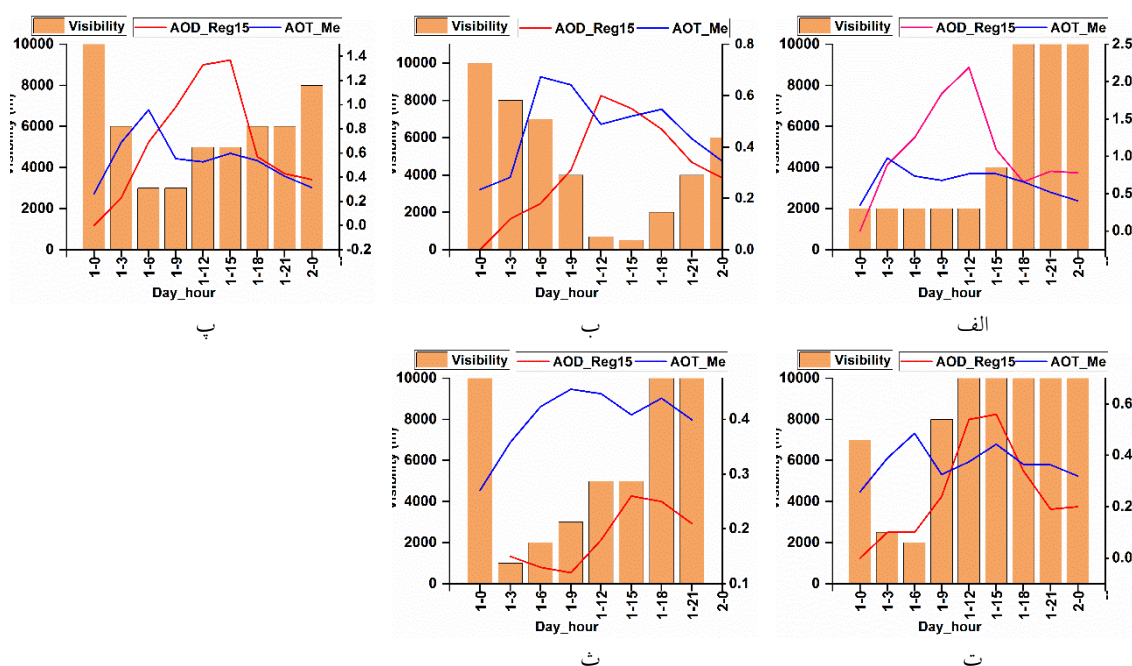 Visibility AOD_Reg15 AOT_Me
10000
8000
6000
4000
2000
0
Visibility (m)
2.5
2.0
1.5
1.0
0.5
0.0
1-0 1-3 1-6 1-9 1-12 1-15 1-18 1-21 2-0
Day_hour
الف
Visibility AOD_Reg15 AOT_Me
10000
8000
6000
4000
2000
0
Visibility (m)
0.8
0.6
0.4
0.2
0.0
1-0 1-3 1-6 1-9 1-12 1-15 1-18 1-21 2-0
Day_hour
ب
Visibility AOD_Reg15 AOT_Me
10000
8000
6000
4000
2000
0
Visibility (m)
1.4
1.2
1.0
0.8
0.6
0.4
0.2
0.0
-0.2
1-0 1-3 1-6 1-9 1-12 1-15 1-18 1-21 2-0
Day_hour
پ
Visibility AOD_Reg15 AOT_Me
10000
8000
6000
4000
2000
0
Visibility (m)
0.6
0.4
0.2
0.0
1-0 1-3 1-6 1-9 1-12 1-15 1-18 1-21 2-0
Day_hour
ت
Visibility AOD_Reg15 AOT_Me
10000
8000
6000
4000
2000
0
Visibility (m)
0.4
0.3
0.2
0.1
1-0 1-3 1-6 1-9 1-12 1-15 1-18 1-21 2-0
Day_hour
ث